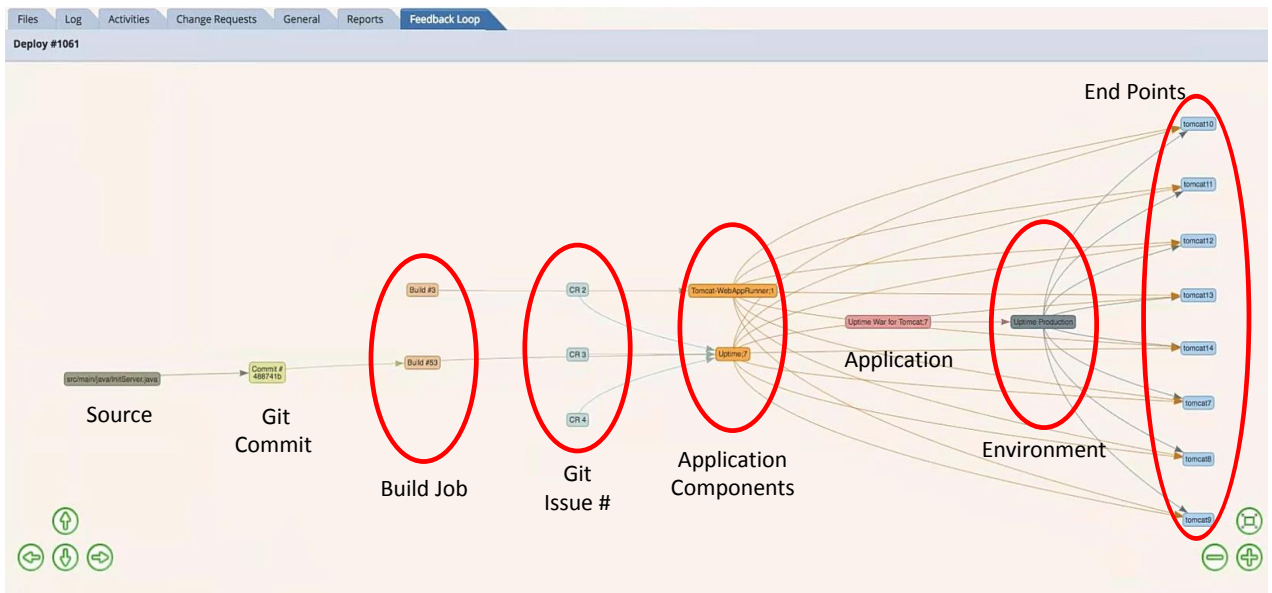 Files Log Activities Change Requests General Reports Feedback Loop
Deploy #1061
End Points
tomcat10
tomcat11
tomcat12
Build #3
CR 2
Tomcat-WebAppRunner;1
tomcat13
Uptime War for Tomcat;7
Uptime Production
tomcat14
Build #53
CR 3
Uptime;7
Application
src/main/java/InitServer.java
Commit #
488741b
tomcat7
Source
Git
Commit
CR 4
Environment
tomcat8
Build Job
Git
Issue #
Application
Components
tomcat9